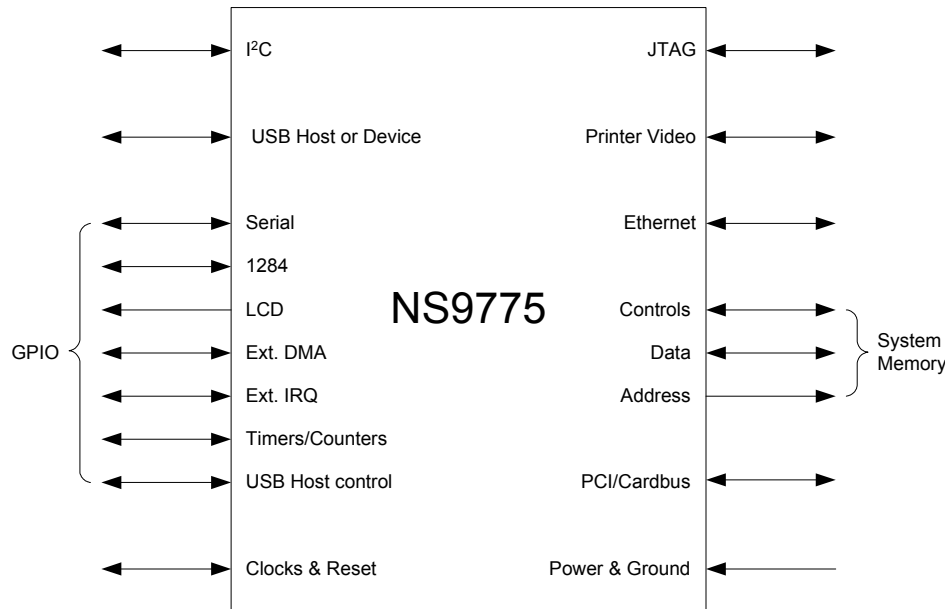 I²C
JTAG
USB Host or Device
Printer Video
Serial
Ethernet
1284
NS9775
LCD
Controls
GPIO
Ext. DMA
Data
System
Memory
Ext. IRQ
Address
Timers/Counters
USB Host control
PCI/Cardbus
Clocks & Reset
Power & Ground